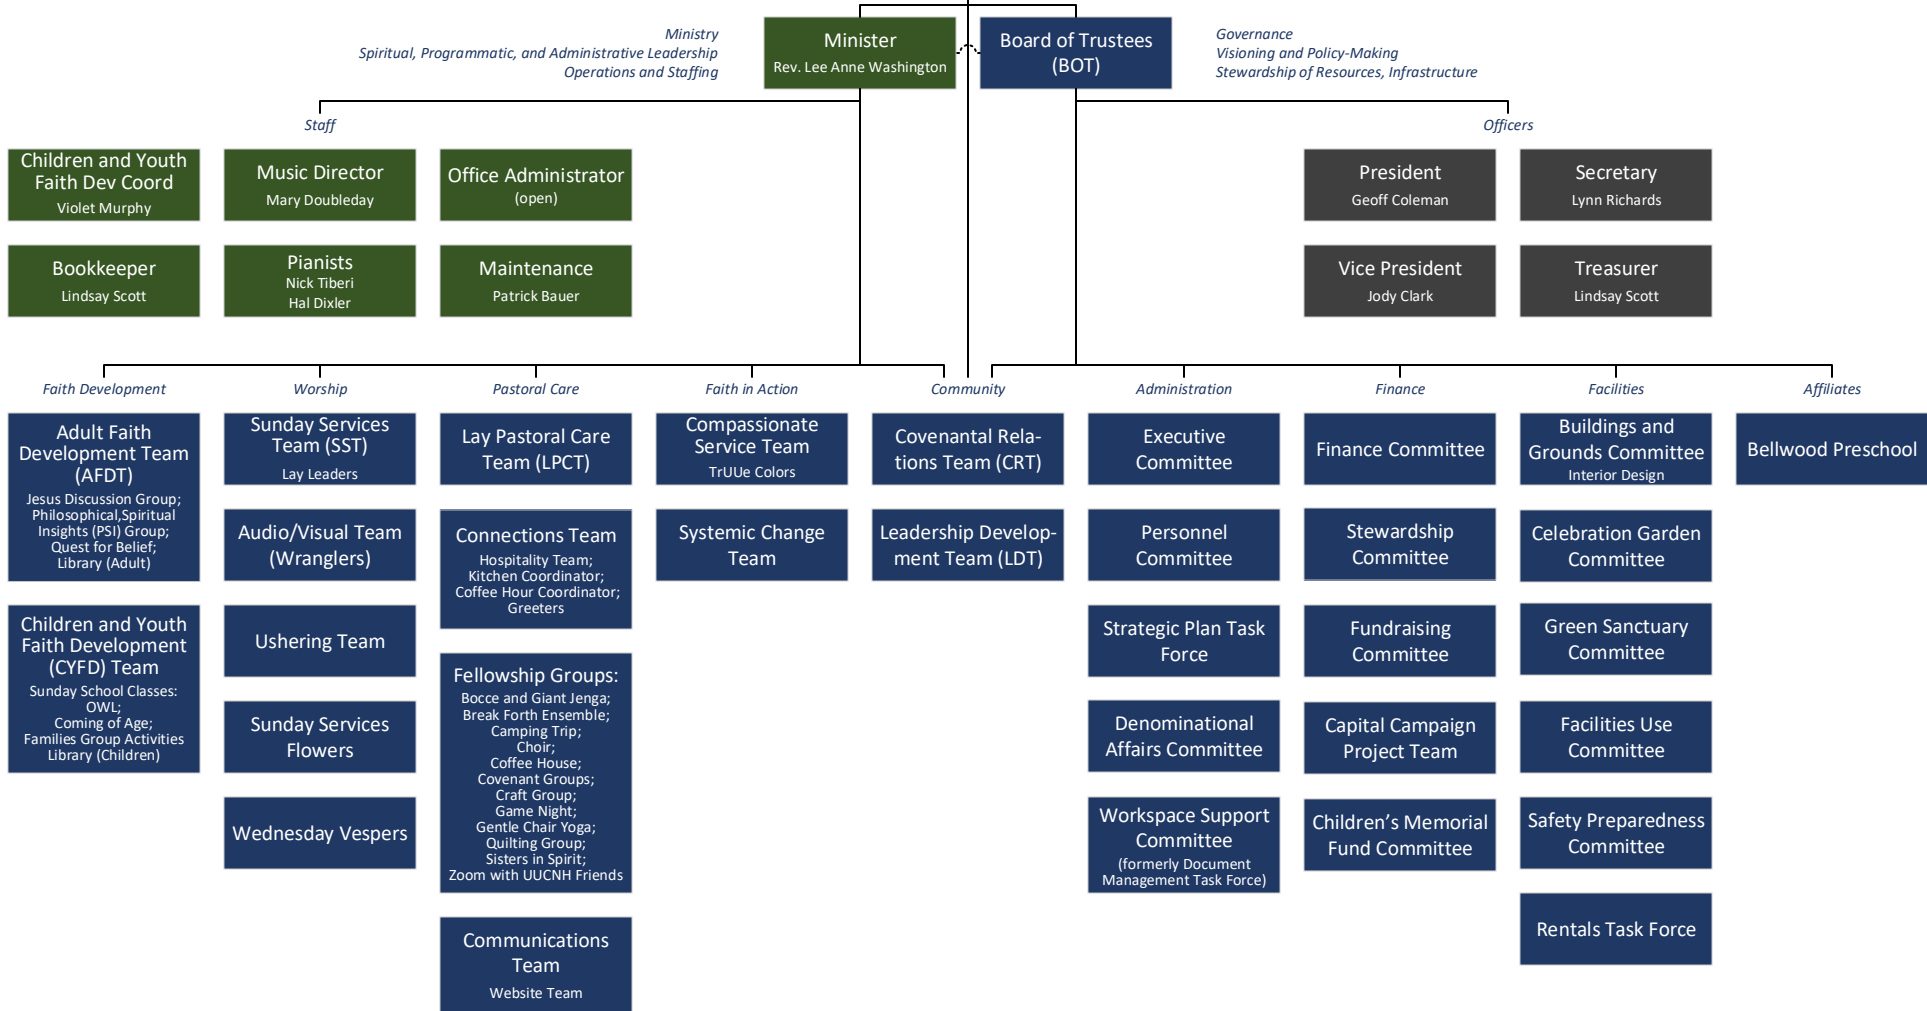 Ministry
Spiritual, Programmatic, and Administrative Leadership
Operations and Staffing
Minister
Rev. Lee Anne Washington
Board of Trustees
(BOT)
Governance
Visioning and Policy-Making
Stewardship of Resources, Infrastructure
Staff
Officers
Children and Youth
Faith Dev Coord
Violet Murphy
Music Director
Mary Doubleday
Office Administrator
(open)
President
Geoff Coleman
Secretary
Lynn Richards
Bookkeeper
Lindsay Scott
Pianists
Nick Tiberi
Hal Dixler
Maintenance
Patrick Bauer
Vice President
Jody Clark
Treasurer
Lindsay Scott
Faith Development
Adult Faith
Development Team
(AFDT)
Jesus Discussion Group;
Philosophical,Spiritual
Insights (PSI) Group;
Quest for Belief;
Library (Adult)
Children and Youth
Faith Development
(CYFD) Team
Sunday School Classes:
OWL;
Coming of Age;
Families Group Activities
Library (Children)
Worship
Sunday Services
Team (SST)
Lay Leaders
Audio/Visual Team
(Wranglers)
Ushering Team
Sunday Services
Flowers
Wednesday Vespers
Pastoral Care
Lay Pastoral Care
Team (LPCT)
Connections Team
Hospitality Team;
Kitchen Coordinator;
Coffee Hour Coordinator;
Greeters
Fellowship Groups:
Bocce and Giant Jenga;
Break Forth Ensemble;
Camping Trip;
Choir;
Coffee House;
Covenant Groups;
Craft Group;
Game Night;
Gentle Chair Yoga;
Quilting Group;
Sisters in Spirit;
Zoom with UUCNH Friends
Communications
Team
Website Team
Faith in Action
Compassionate
Service Team
TrUUe Colors
Systemic Change
Team
Community
Covenantal Rela-
tions Team (CRT)
Leadership Develop-
ment Team (LDT)
Administration
Executive
Committee
Personnel
Committee
Strategic Plan Task
Force
Denominational
Affairs Committee
Workspace Support
Committee
(formerly Document
Management Task Force)
Finance
Finance Committee
Stewardship
Committee
Fundraising
Committee
Capital Campaign
Project Team
Children’s Memorial
Fund Committee
Facilities
Buildings and
Grounds Committee
Interior Design
Celebration Garden
Committee
Green Sanctuary
Committee
Facilities Use
Committee
Safety Preparedness
Committee
Rentals Task Force
Affiliates
Bellwood Preschool